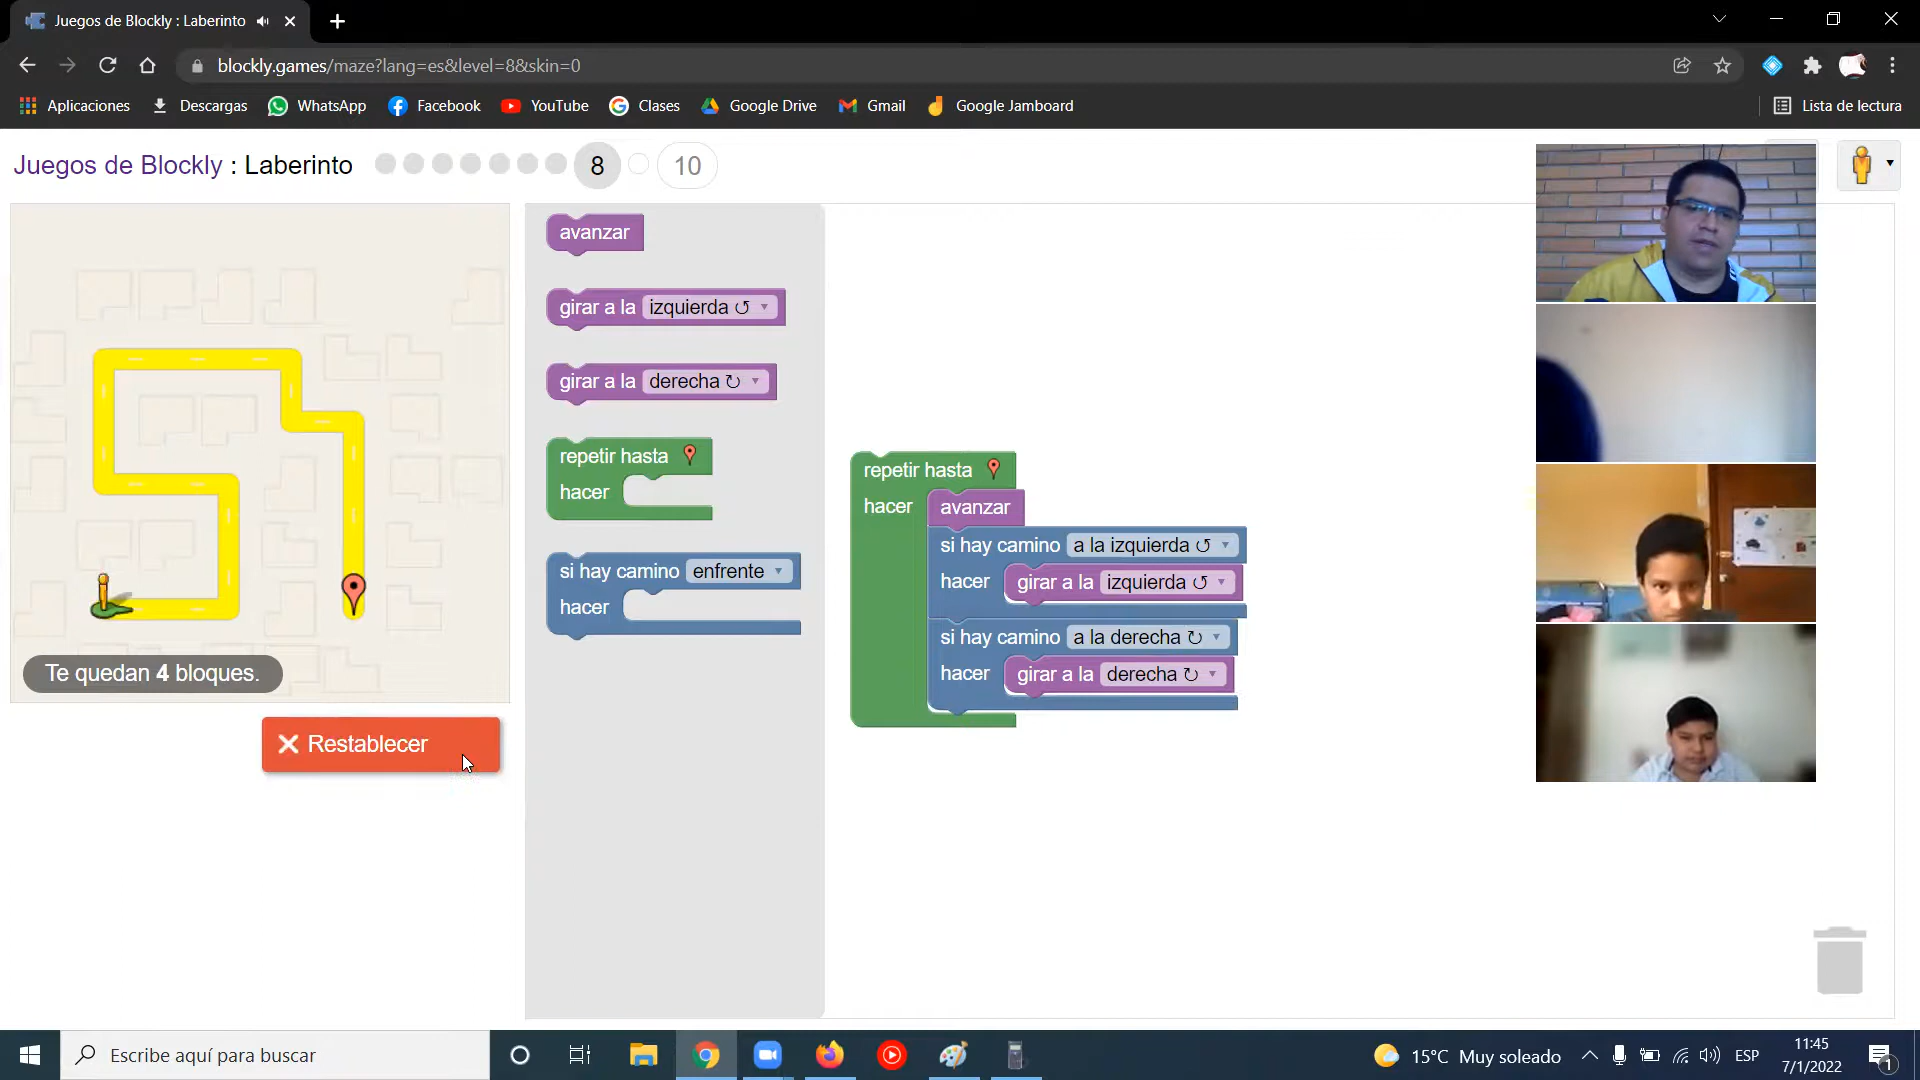 Juegos de Blockly : Laberinto
blockly.games/maze?lang=es&level=8&skin=0
Aplicaciones Descargas WhatsApp Facebook YouTube Clases Google Drive Gmail Google Jamboard Lista de lectura
Juegos de Blockly : Laberinto 8 10
avanzar
girar a la izquierda ↺
girar a la derecha ↻
repetir hasta
hacer
si hay camino enfrente
hacer
repetir hasta
hacer avanzar
si hay camino a la izquierda ↺
hacer girar a la izquierda ↺
si hay camino a la derecha ↻
hacer girar a la derecha ↻
Te quedan 4 bloques.
Restablecer
Escribe aquí para buscar
15°C Muy soleado
ESP
11:45
7/1/2022
1